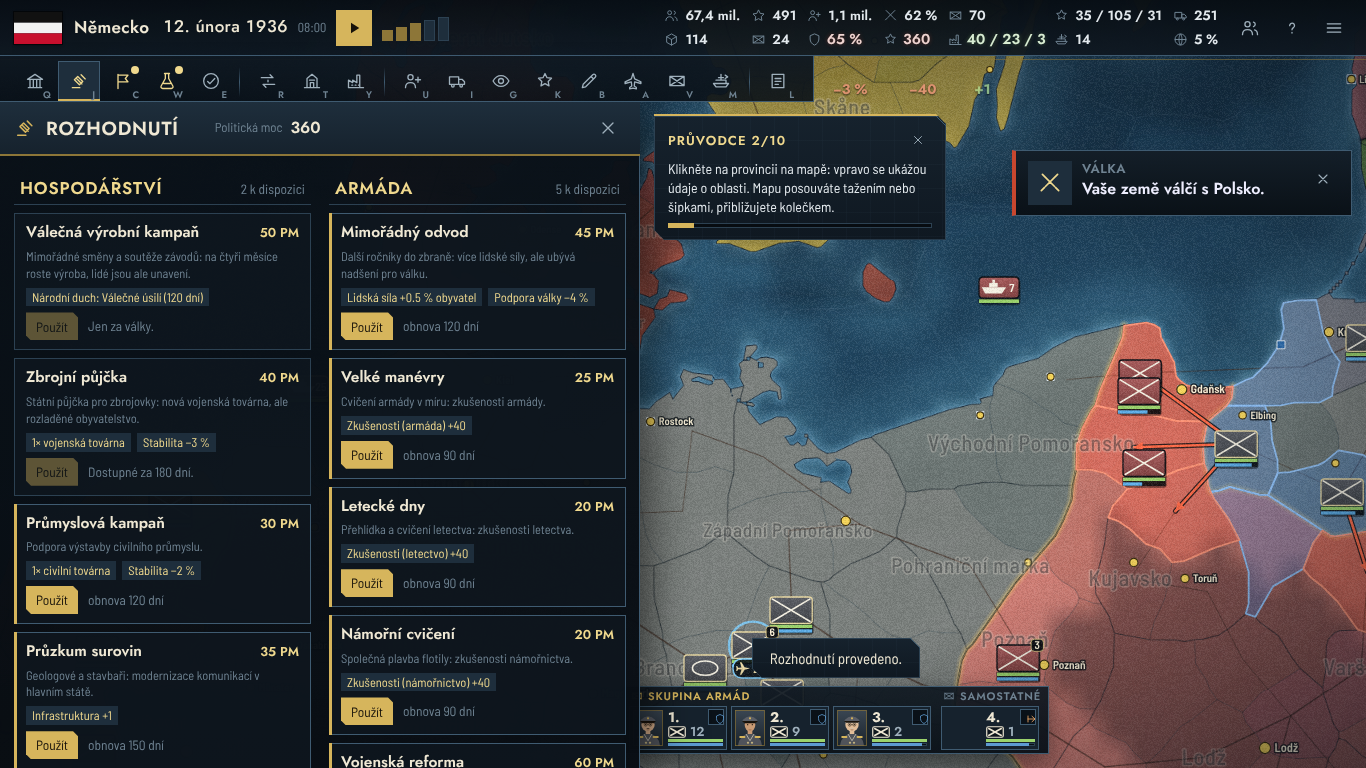 Německo
12. února 1936
08:00
67,4 mil.
491
1,1 mil.
62 %
70
35 / 105 / 31
251
114
24
65 %
360
40 / 23 / 3
14
5 %
?
Q
J
C
W
E
R
T
Y
U
I
G
K
B
A
V
M
L
−3 %
−40
+1
ROZHODNUTÍ
Politická moc 360
HOSPODÁŘSTVÍ
2 k dispozici
Válečná výrobní kampaň
50 PM
Mimořádné směny a soutěže závodů: na čtyři měsíce
roste výroba, lidé jsou ale unavení.
Národní duch: Válečné úsilí (120 dní)
Použít
Jen za války.
Zbrojní půjčka
40 PM
Státní půjčka pro zbrojovky: nová vojenská továrna, ale
rozladěné obyvatelstvo.
1× vojenská továrna
Stabilita −3 %
Použít
Dostupné za 180 dní.
Průmyslová kampaň
30 PM
Podpora výstavby civilního průmyslu.
1× civilní továrna
Stabilita −2 %
Použít
obnova 120 dní
Průzkum surovin
35 PM
Geologové a stavbaři: modernizace komunikací v
hlavním státě.
Infrastruktura +1
Použít
obnova 150 dní
ARMÁDA
5 k dispozici
Mimořádný odvod
45 PM
Další ročníky do zbraně: více lidské síly, ale ubývá
nadšení pro válku.
Lidská síla +0.5 % obyvatel
Podpora války −4 %
Použít
obnova 120 dní
Velké manévry
25 PM
Cvičení armády v míru: zkušenosti armády.
Zkušenosti (armáda) +40
Použít
obnova 90 dní
Letecké dny
20 PM
Přehlídka a cvičení letectva: zkušenosti letectva.
Zkušenosti (letectvo) +40
Použít
obnova 90 dní
Námořní cvičení
20 PM
Společná plavba flotily: zkušenosti námořnictva.
Zkušenosti (námořnictvo) +40
Použít
obnova 90 dní
Vojenská reforma
60 PM
PRŮVODCE 2/10
Klikněte na provincii na mapě: vpravo se ukážou
údaje o oblasti. Mapu posouváte tažením nebo
šipkami, přibližujete kolečkem.
VÁLKA
Vaše země válčí s Polskem.
Skåne
7
Rostock
Gdaňsk
Elbing
Východní Pomořansko
Západní Pomořansko
Pohraniční marka
Kujavsko
Toruň
Poznaň
3
Poznaň
6
Lodž
Lodž
Rozhodnutí provedeno.
SKUPINA ARMÁD
SAMOSTATNÉ
1.
12
2.
9
3.
2
4.
1